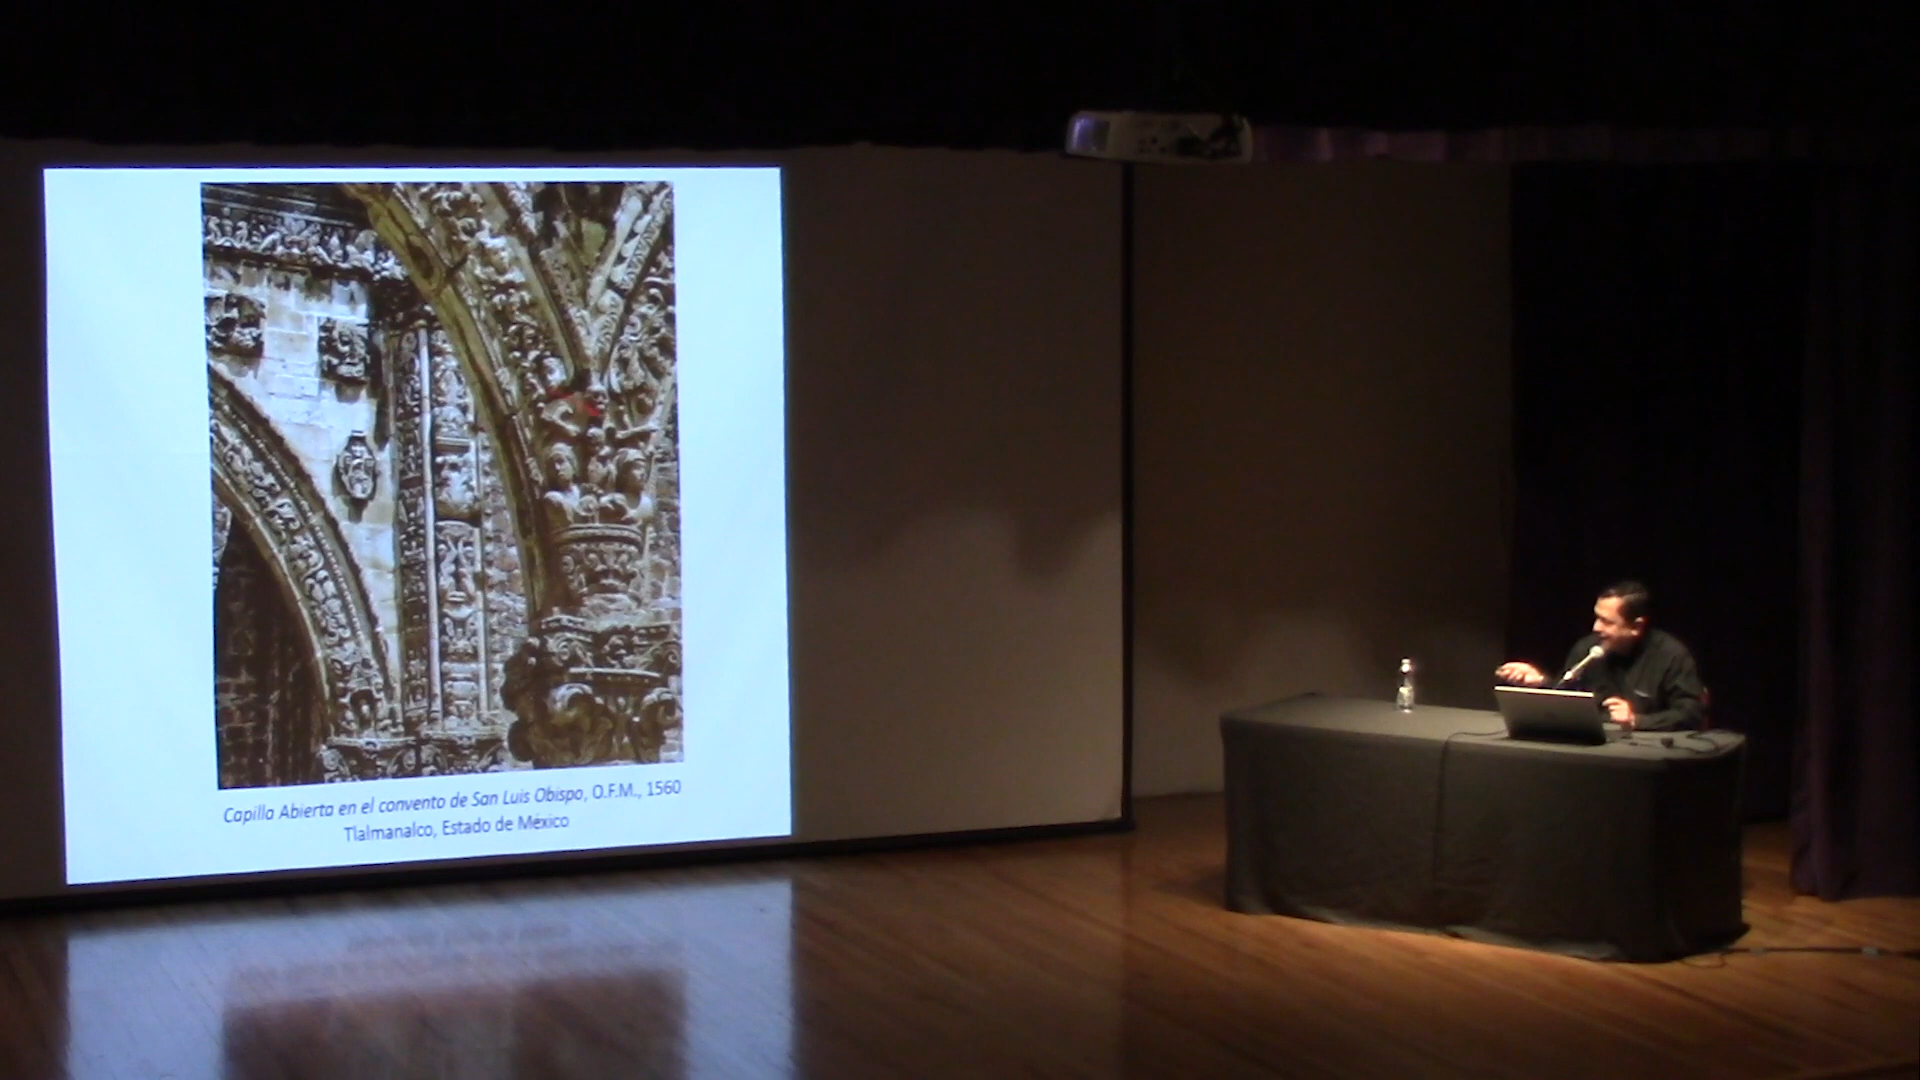 Capilla Abierta en el convento de San Luis Obispo, O.F.M., 1560
Tlalmanalco, Estado de México